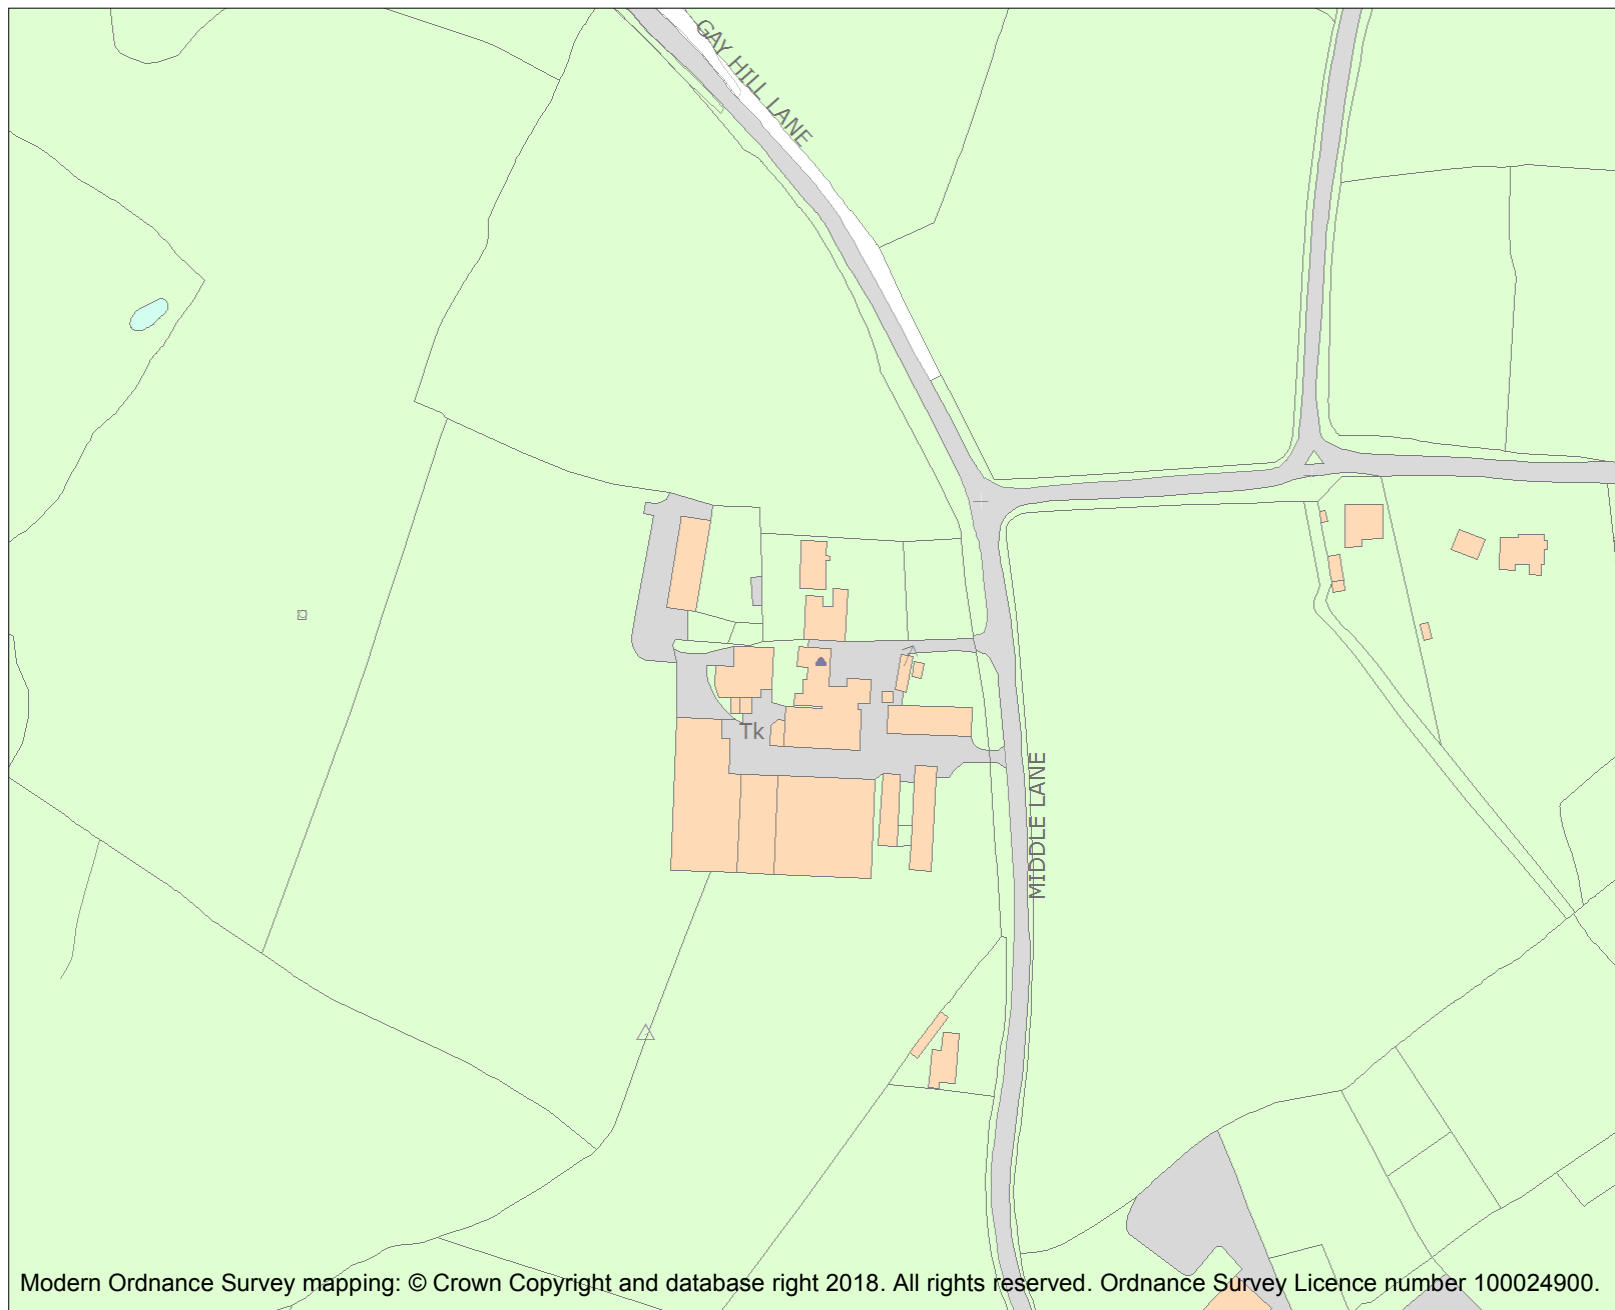 GAY HILL LANE
Tk
MIDDLE LANE
Modern Ordnance Survey mapping: © Crown Copyright and database right 2018. All rights reserved. Ordnance Survey Licence number 100024900.